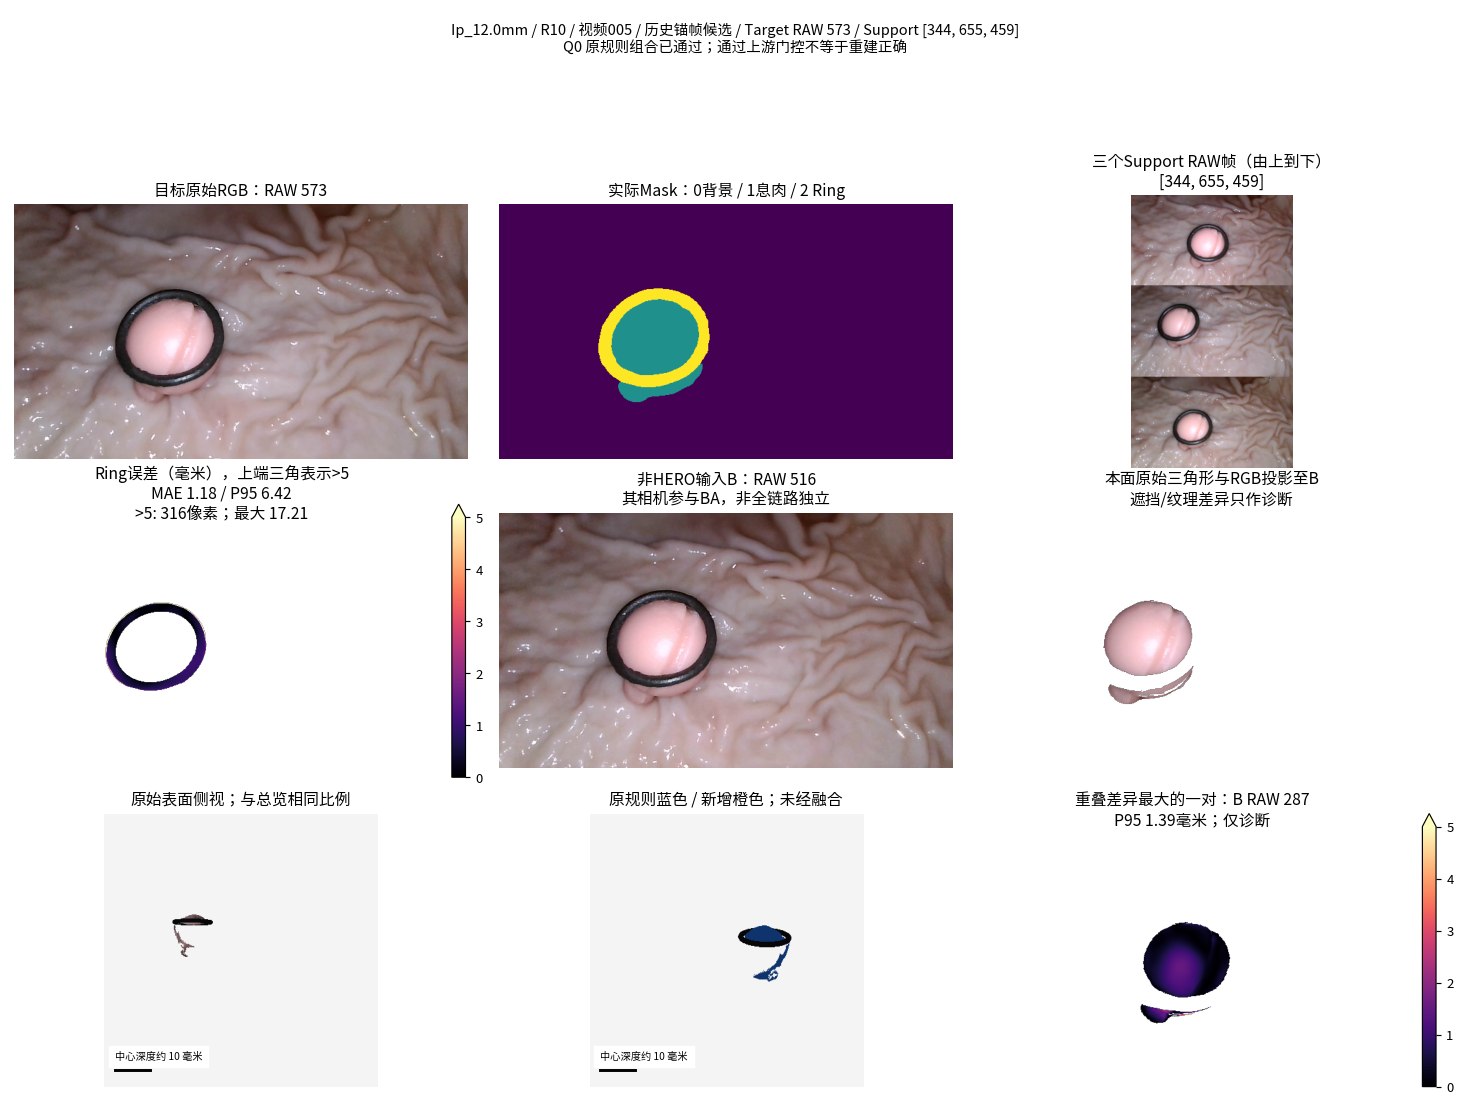 Ip_12.0mm / R10 / 视频005 / 历史锚帧候选 / Target RAW 573 / Support [344, 655, 459]
Q0 原规则组合已通过；通过上游门控不等于重建正确
目标原始RGB：RAW 573
实际Mask：0背景 / 1息肉 / 2 Ring
三个Support RAW帧（由上到下）
[344, 655, 459]
Ring误差（毫米），上端三角表示>5
MAE 1.18 / P95 6.42
>5: 316像素；最大 17.21
5
4
3
2
1
0
非HERO输入B：RAW 516
其相机参与BA，非全链路独立
本面原始三角形与RGB投影至B
遮挡/纹理差异只作诊断
原始表面侧视；与总览相同比例
中心深度约 10 毫米
原规则蓝色 / 新增橙色；未经融合
中心深度约 10 毫米
重叠差异最大的一对：B RAW 287
P95 1.39毫米；仅诊断
5
4
3
2
1
0